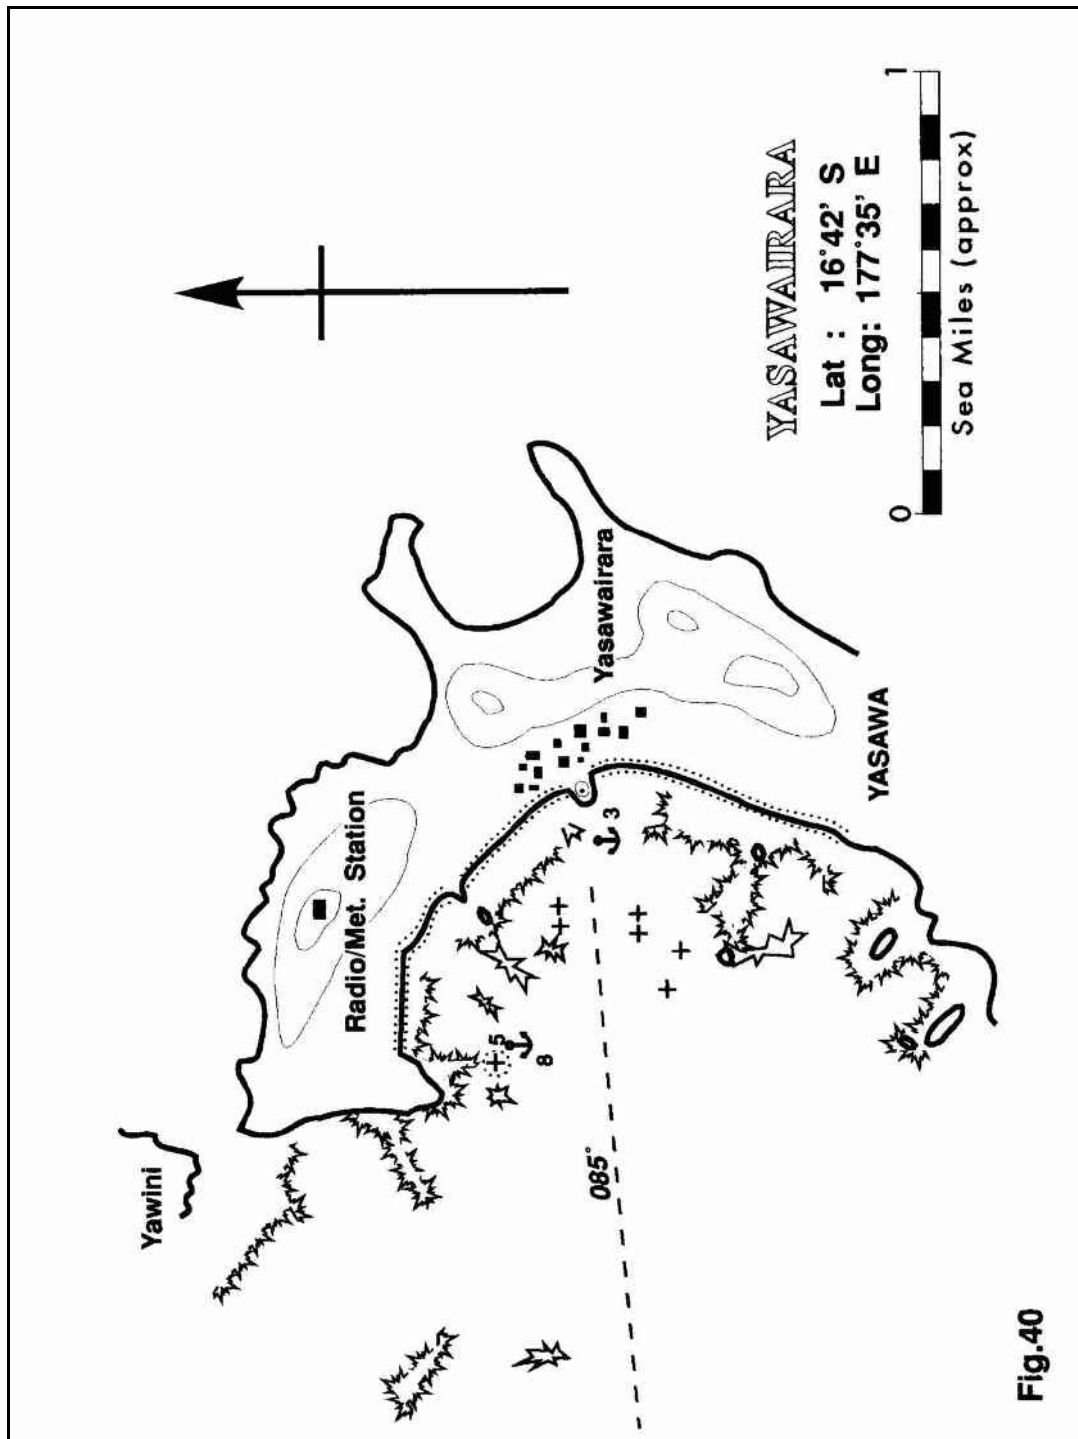 YASAWAIRARA
Lat : 16°42' S
Long: 177°35' E
0 1
Sea Miles (approx)
Yawini
Radio/Met. Station
Yasawairara
YASAWA
3
5
8
085°
Fig.40